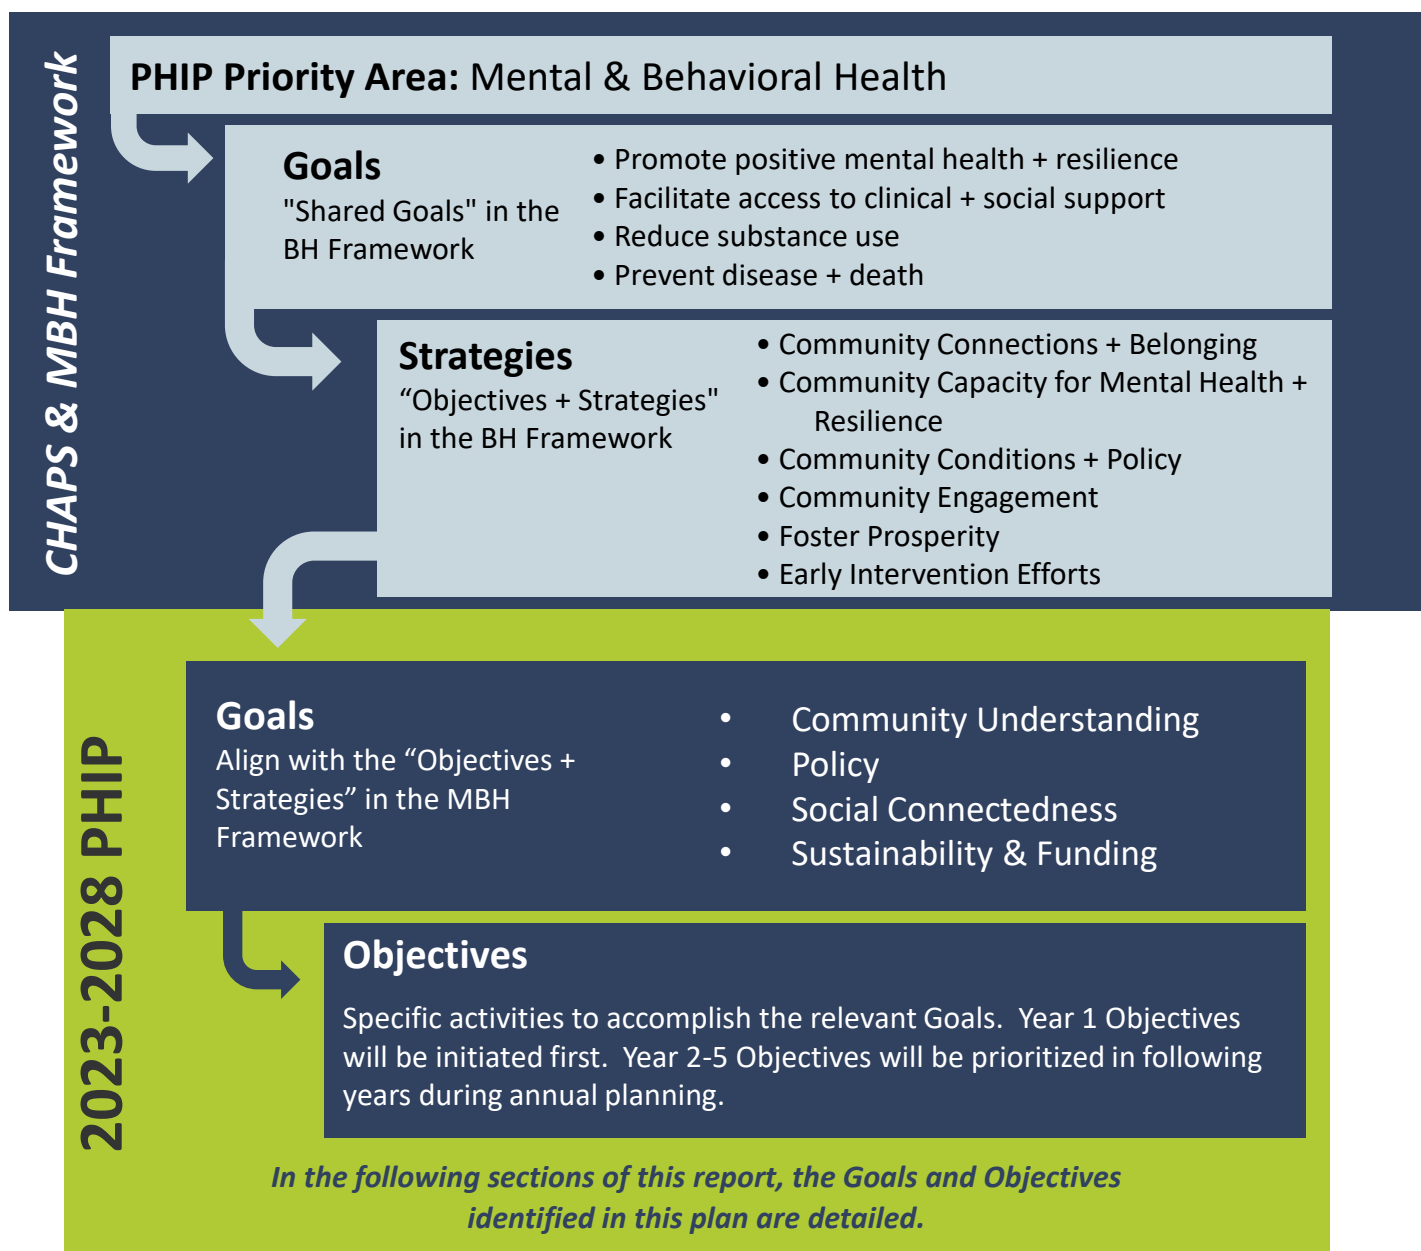 CHAPS & MBH Framework
PHIP Priority Area: Mental & Behavioral Health
Goals
"Shared Goals" in the
BH Framework
• Promote positive mental health + resilience
• Facilitate access to clinical + social support
• Reduce substance use
• Prevent disease + death
Strategies
“Objectives + Strategies"
in the BH Framework
• Community Connections + Belonging
• Community Capacity for Mental Health +
Resilience
• Community Conditions + Policy
• Community Engagement
• Foster Prosperity
• Early Intervention Efforts
2023-2028 PHIP
Goals
Align with the “Objectives +
Strategies” in the MBH
Framework
• Community Understanding
• Policy
• Social Connectedness
• Sustainability & Funding
Objectives
Specific activities to accomplish the relevant Goals. Year 1 Objectives
will be initiated first. Year 2-5 Objectives will be prioritized in following
years during annual planning.
In the following sections of this report, the Goals and Objectives
identified in this plan are detailed.